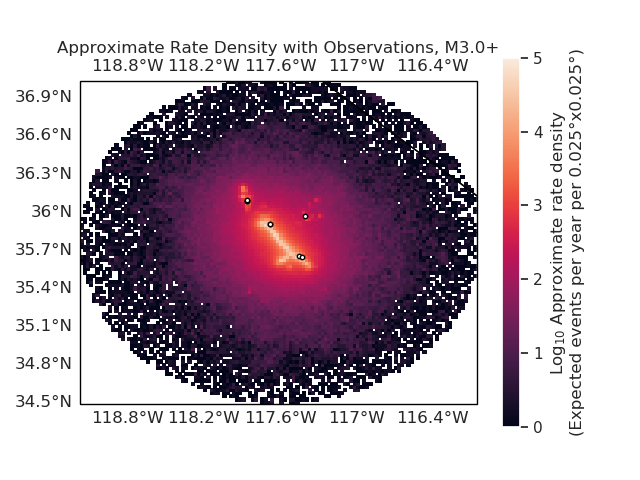 Approximate Rate Density with Observations, M3.0+
118.8°W 118.2°W 117.6°W 117°W 116.4°W
36.9°N
36.6°N
36.3°N
36°N
35.7°N
35.4°N
35.1°N
34.8°N
34.5°N
118.8°W 118.2°W 117.6°W 117°W 116.4°W
5
4
3
2
1
0
Log₁₀ Approximate rate density
(Expected events per year per 0.025°x0.025°)